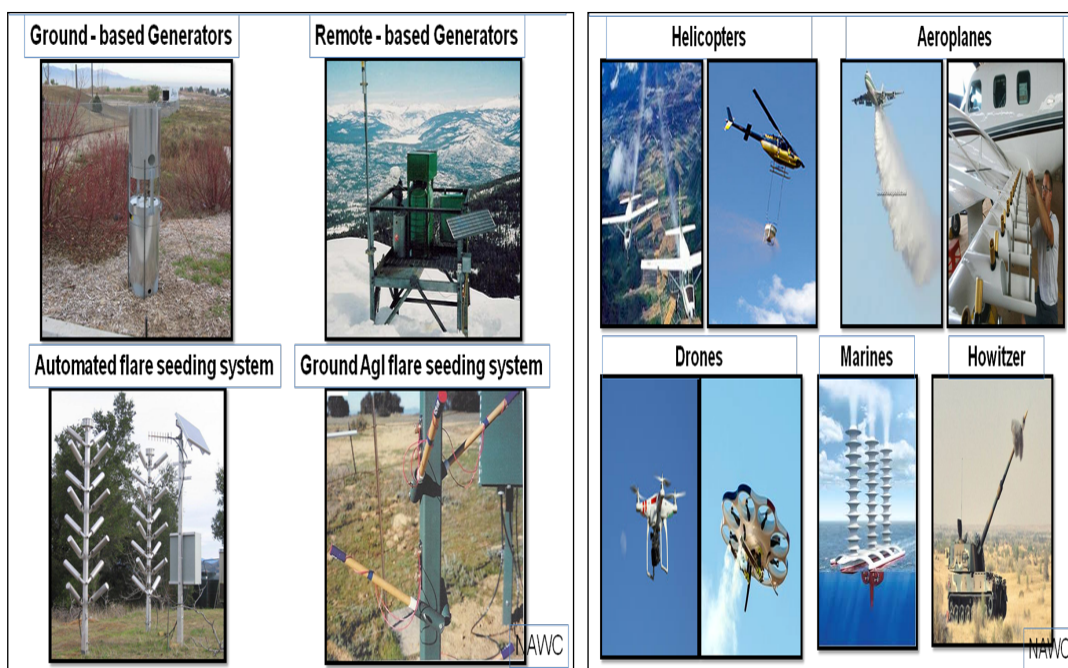 Ground - based Generators
Remote - based Generators
Automated flare seeding system
Ground AgI flare seeding system
NAWC
Helicopters
Aeroplanes
Drones
Marines
Howitzer
NAWC